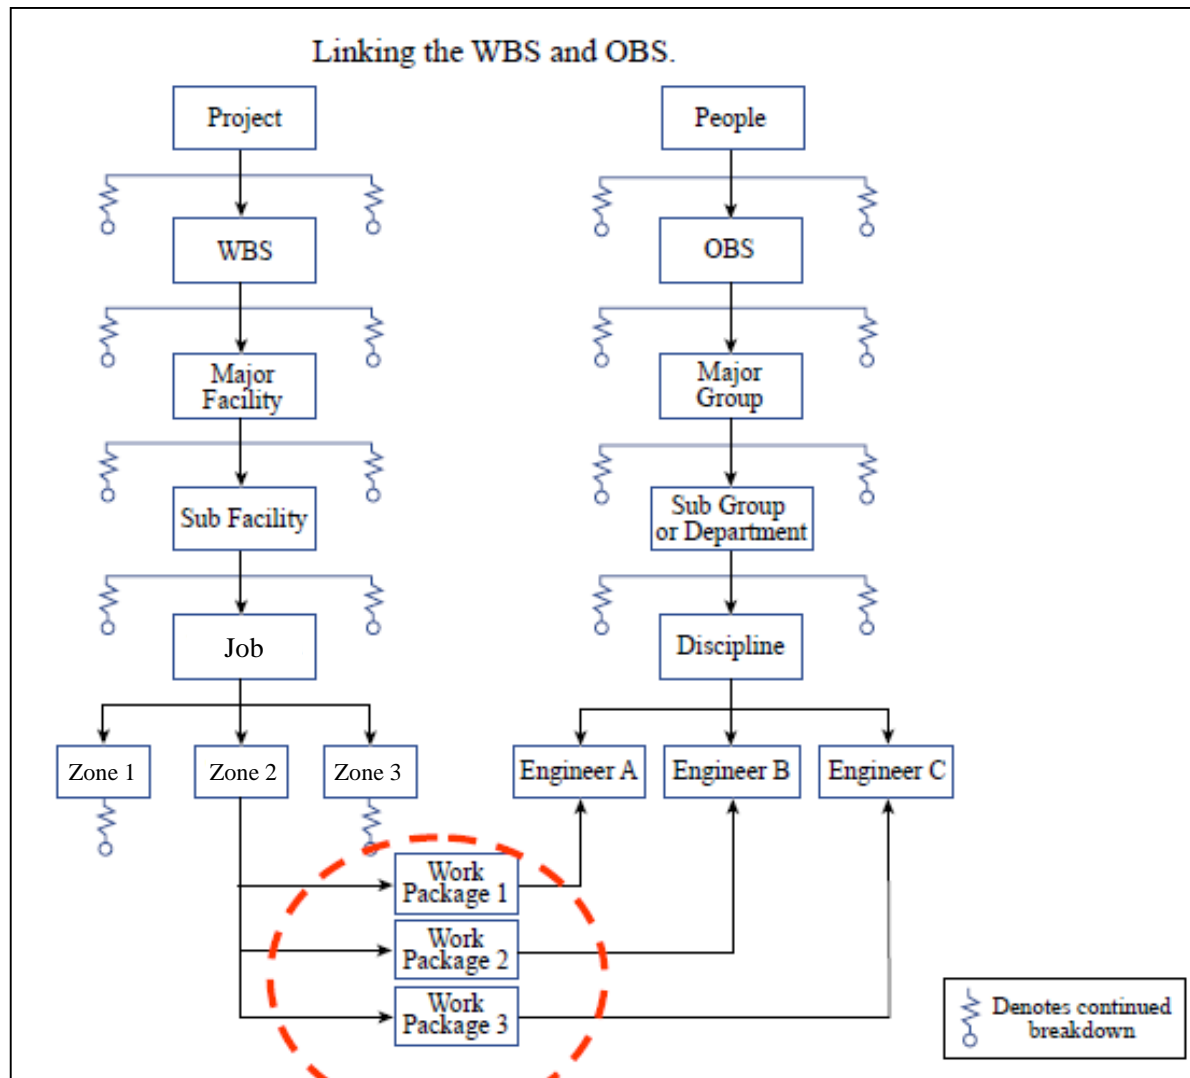 Linking the WBS and OBS.
Project
People
WBS
OBS
Major
Facility
Major
Group
Sub Facility
Sub Group
or Department
Job
Discipline
Zone 1
Zone 2
Zone 3
Engineer A
Engineer B
Engineer C
Work
Package 1
Work
Package 2
Work
Package 3
Denotes continued
breakdown